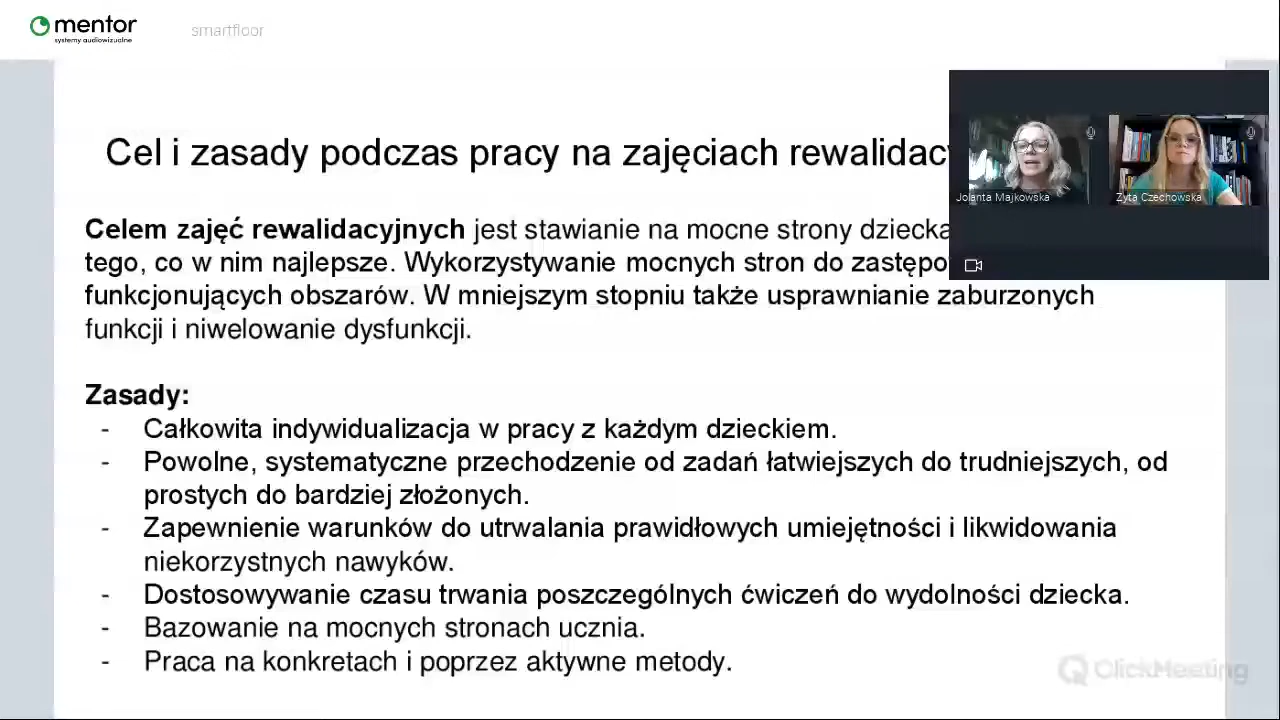 mentor
systemy audiowizualne
smartfloor
Cel i zasady podczas pracy na zajęciach
Jolanta Majkowska
Zyta Czechowska
Celem zajęć rewalidacyjnych jest stawianie na mocne strony dziecka
tego, co w nim najlepsze. Wykorzystywanie mocnych stron do
funkcjonujących obszarów. W mniejszym stopniu także usprawnianie zaburzonych
funkcji i niwelowanie dysfunkcji.
Zasady:
- Całkowita indywidualizacja w pracy z każdym dzieckiem.
- Powolne, systematyczne przechodzenie od zadań łatwiejszych do trudniejszych, od
prostych do bardziej złożonych.
- Zapewnienie warunków do utrwalania prawidłowych umiejętności i likwidowania
niekorzystnych nawyków.
- Dostosowywanie czasu trwania poszczególnych ćwiczeń do wydolności dziecka.
- Bazowanie na mocnych stronach ucznia.
- Praca na konkretach i poprzez aktywne metody.
ClickMeeting